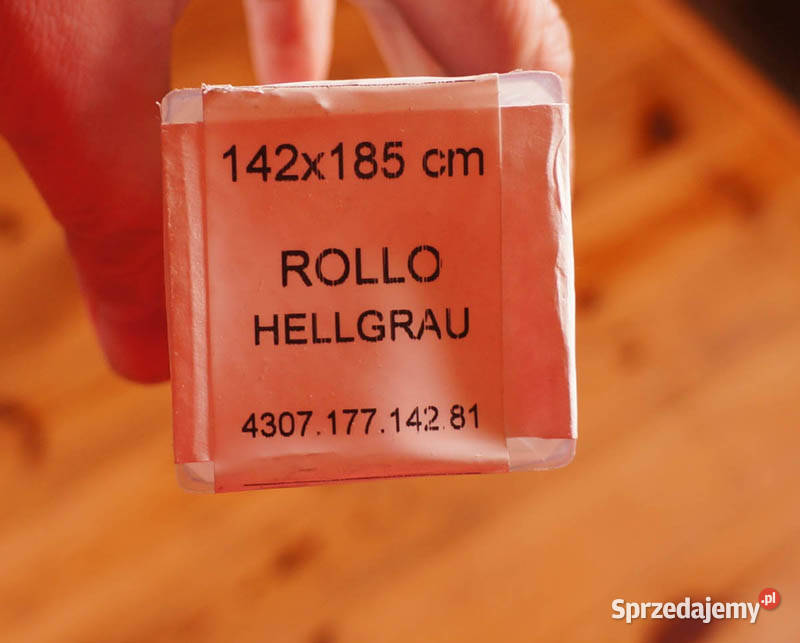 142x185 cm
ROLLO
HELLGRAU
4307.177.142.81
Sprzedajemy.pl